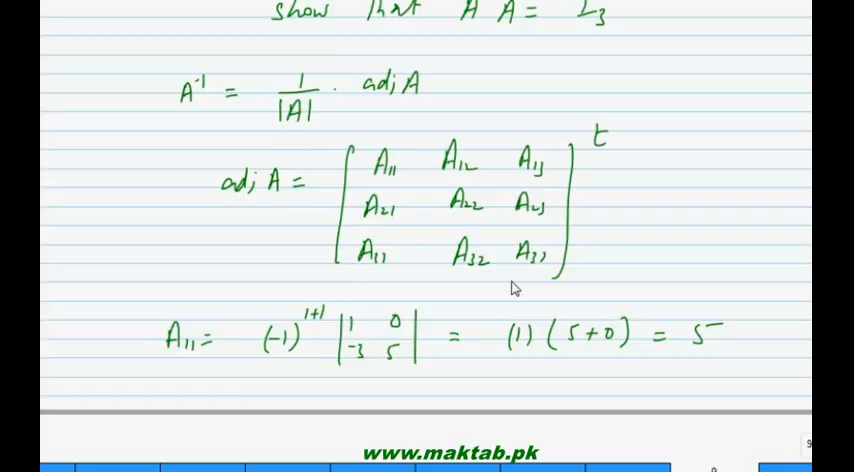 show that A A = I₃
A⁻¹ = 1/|A| . adj A
adj A = [ A₁₁ A₁₂ A₁₃
A₂₁ A₂₂ A₂₃
A₃₁ A₃₂ A₃₃ ]ᵗ
A₁₁ = (-1)¹⁺¹ |1 0
-3 5| = (1) (5+0) = 5
9
www.maktab.pk